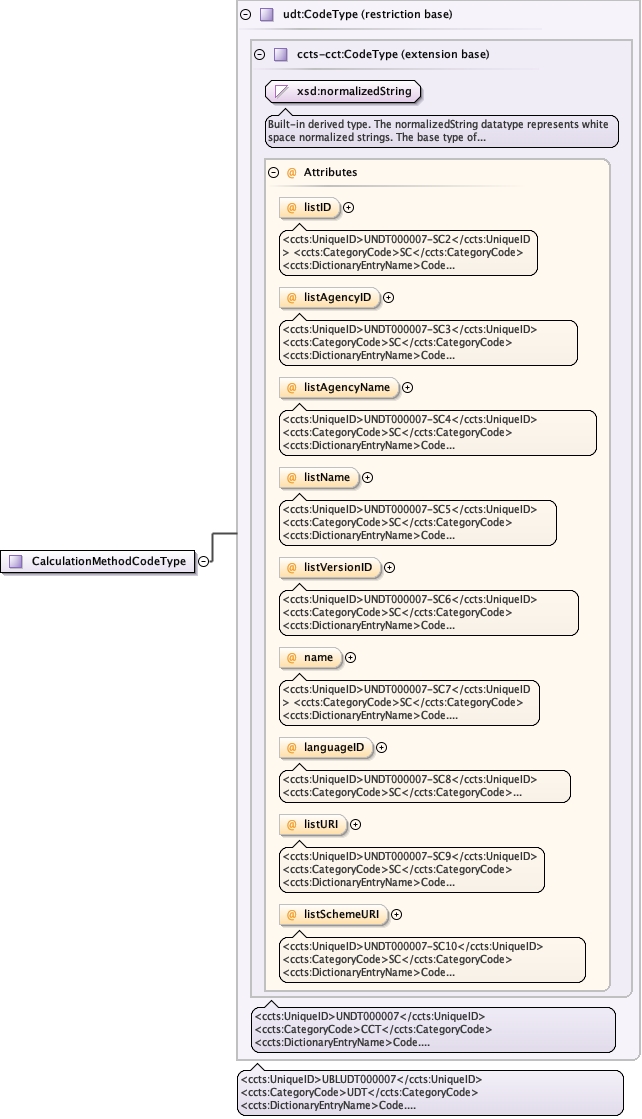 udt:CodeType (restriction base)
ccts-cct:CodeType (extension base)
xsd:normalizedString
Built-in derived type. The normalizedString datatype represents white
space normalized strings. The base type of...
@ Attributes
@ listID
<ccts:UniqueID>UNDT000007-SC2</ccts:UniqueID
> <ccts:CategoryCode>SC</ccts:CategoryCode>
<ccts:DictionaryEntryName>Code...
@ listAgencyID
<ccts:UniqueID>UNDT000007-SC3</ccts:UniqueID>
<ccts:CategoryCode>SC</ccts:CategoryCode>
<ccts:DictionaryEntryName>Code...
@ listAgencyName
<ccts:UniqueID>UNDT000007-SC4</ccts:UniqueID>
<ccts:CategoryCode>SC</ccts:CategoryCode>
<ccts:DictionaryEntryName>Code...
@ listName
<ccts:UniqueID>UNDT000007-SC5</ccts:UniqueID>
<ccts:CategoryCode>SC</ccts:CategoryCode>
<ccts:DictionaryEntryName>Code...
CalculationMethodCodeType
@ listVersionID
<ccts:UniqueID>UNDT000007-SC6</ccts:UniqueID>
<ccts:CategoryCode>SC</ccts:CategoryCode>
<ccts:DictionaryEntryName>Code...
@ name
<ccts:UniqueID>UNDT000007-SC7</ccts:UniqueID
> <ccts:CategoryCode>SC</ccts:CategoryCode>
<ccts:DictionaryEntryName>Code....
@ languageID
<ccts:UniqueID>UNDT000007-SC8</ccts:UniqueID>
<ccts:CategoryCode>SC</ccts:CategoryCode>...
@ listURI
<ccts:UniqueID>UNDT000007-SC9</ccts:UniqueID>
<ccts:CategoryCode>SC</ccts:CategoryCode>
<ccts:DictionaryEntryName>Code...
@ listSchemeURI
<ccts:UniqueID>UNDT000007-SC10</ccts:UniqueID>
<ccts:CategoryCode>SC</ccts:CategoryCode>
<ccts:DictionaryEntryName>Code...
<ccts:UniqueID>UNDT000007</ccts:UniqueID>
<ccts:CategoryCode>CCT</ccts:CategoryCode>
<ccts:DictionaryEntryName>Code....
<ccts:UniqueID>UBLUDT000007</ccts:UniqueID>
<ccts:CategoryCode>UDT</ccts:CategoryCode>
<ccts:DictionaryEntryName>Code....